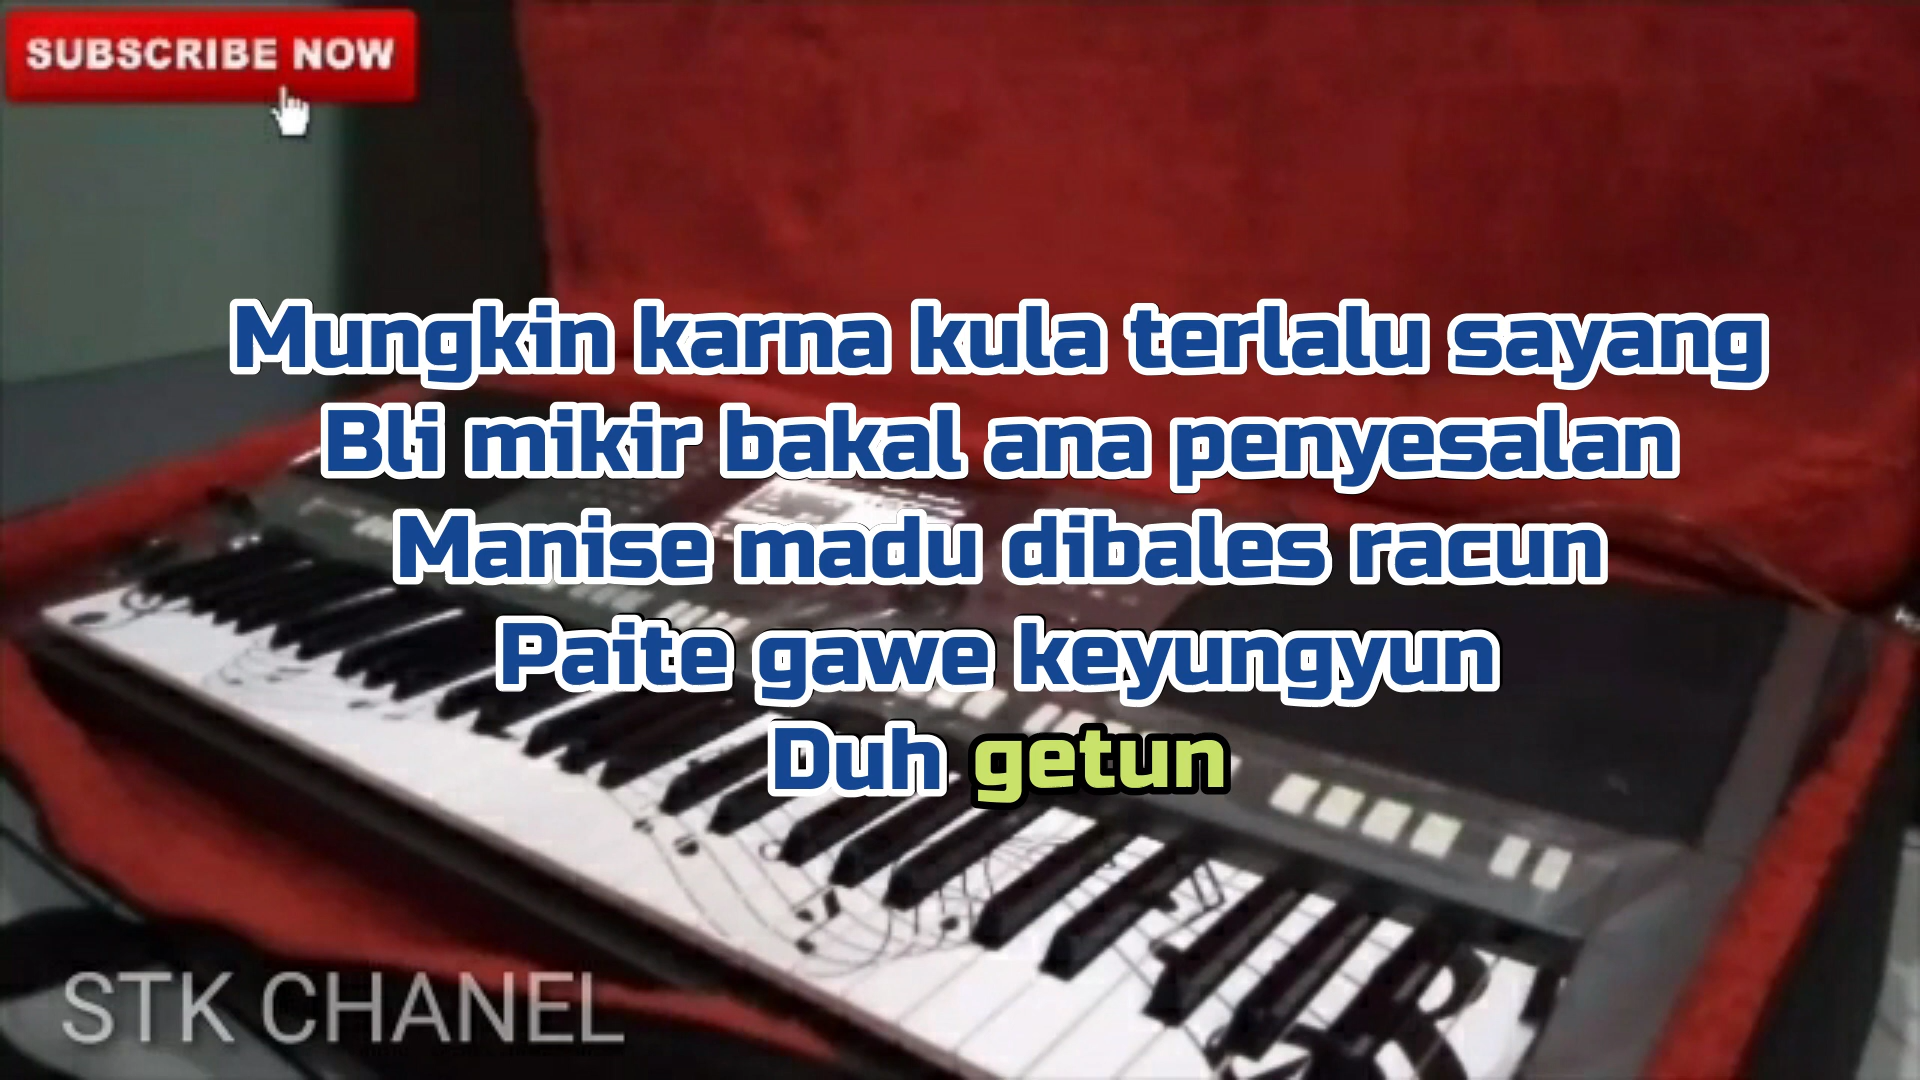 SUBSCRIBE NOW
Mungkin karna kula terlalu sayang
Bli mikir bakal ana penyesalan
Manise madu dibales racun
Paite gawe keyungyun
Duh getun
STK CHANEL